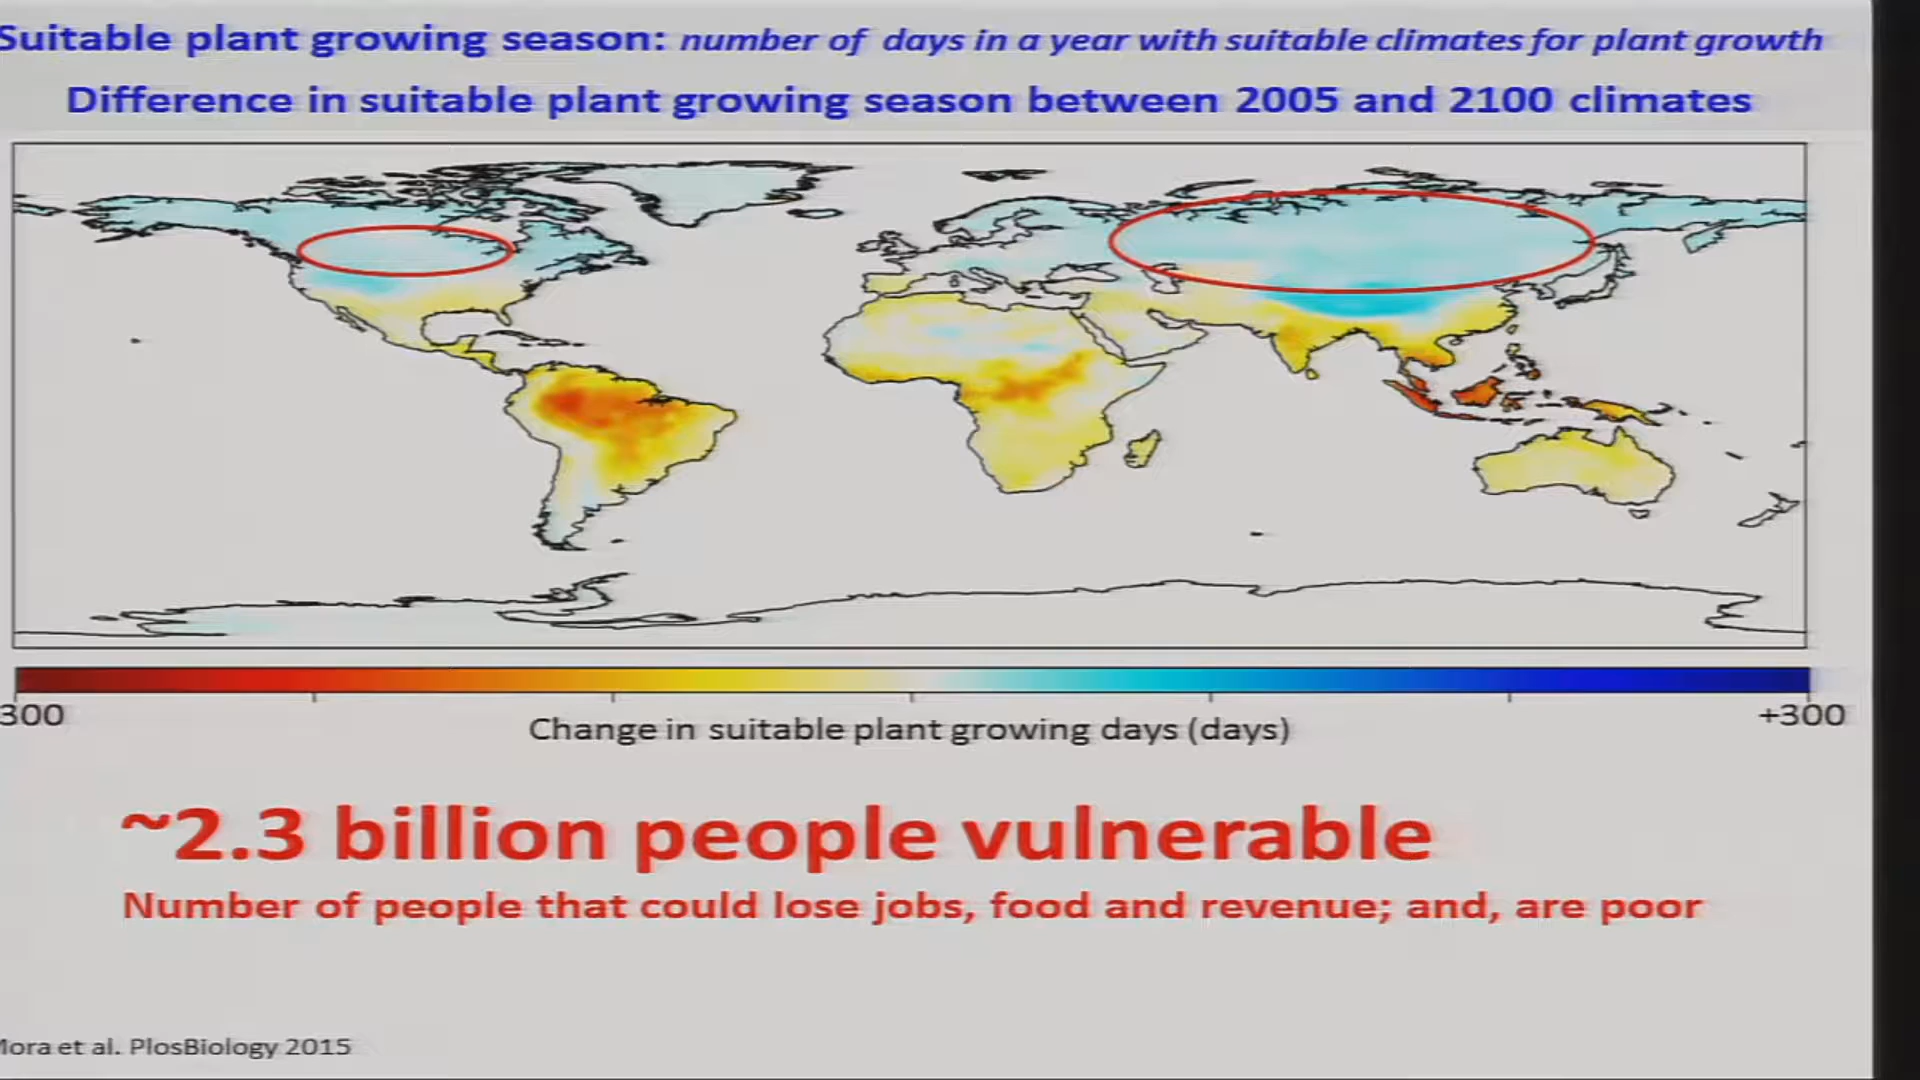 Suitable plant growing season: number of days in a year with suitable climates for plant growth
Difference in suitable plant growing season between 2005 and 2100 climates
300
+300
Change in suitable plant growing days (days)
~2.3 billion people vulnerable
Number of people that could lose jobs, food and revenue; and, are poor
Mora et al. PlosBiology 2015